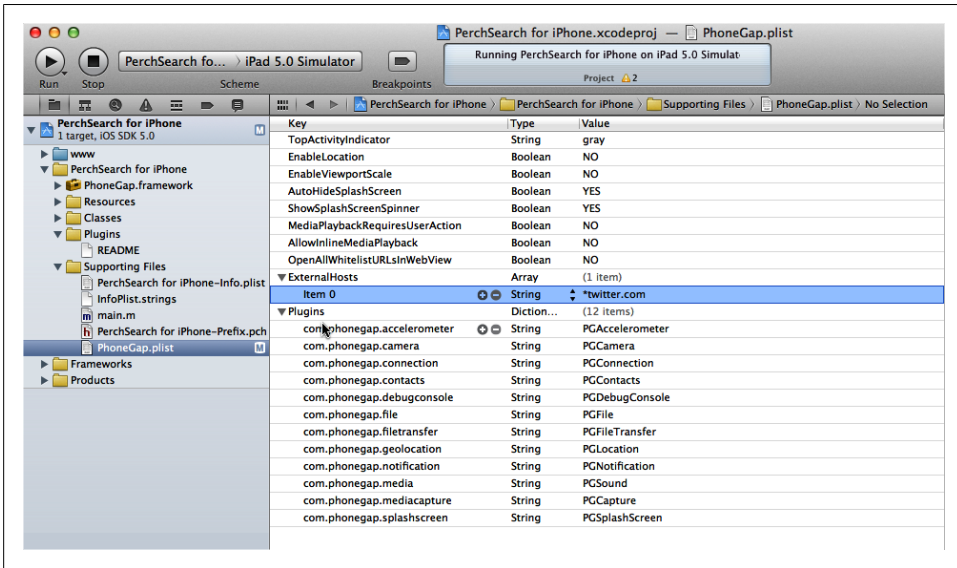 PerchSearch for iPhone.xcodeproj — PhoneGap.plist
Run Stop
PerchSearch fo... 〉 iPad 5.0 Simulator
Scheme
Breakpoints
Running PerchSearch for iPhone on iPad 5.0 Simulat
Project 2
PerchSearch for iPhone 〉 PerchSearch for iPhone 〉 Supporting Files 〉 PhoneGap.plist 〉 No Selection
PerchSearch for iPhone M
1 target, iOS SDK 5.0
www
PerchSearch for iPhone
PhoneGap.framework
Resources
Classes
Plugins
README
Supporting Files
PerchSearch for iPhone-Info.plist
InfoPlist.strings
m main.m
h PerchSearch for iPhone-Prefix.pch
PhoneGap.plist M
Frameworks
Products
Key Type Value
TopActivityIndicator String gray
EnableLocation Boolean NO
EnableViewportScale Boolean NO
AutoHideSplashScreen Boolean YES
ShowSplashScreenSpinner Boolean YES
MediaPlaybackRequiresUserAction Boolean NO
AllowInlineMediaPlayback Boolean NO
OpenAllWhitelistURLsInWebView Boolean NO
ExternalHosts Array (1 item)
Item 0 String *twitter.com
Plugins Diction... (12 items)
com.phonegap.accelerometer String PGAccelerometer
com.phonegap.camera String PGCamera
com.phonegap.connection String PGConnection
com.phonegap.contacts String PGContacts
com.phonegap.debugconsole String PGDebugConsole
com.phonegap.file String PGFile
com.phonegap.filetransfer String PGFileTransfer
com.phonegap.geolocation String PGLocation
com.phonegap.notification String PGNotification
com.phonegap.media String PGSound
com.phonegap.mediacapture String PGCapture
com.phonegap.splashscreen String PGSplashScreen